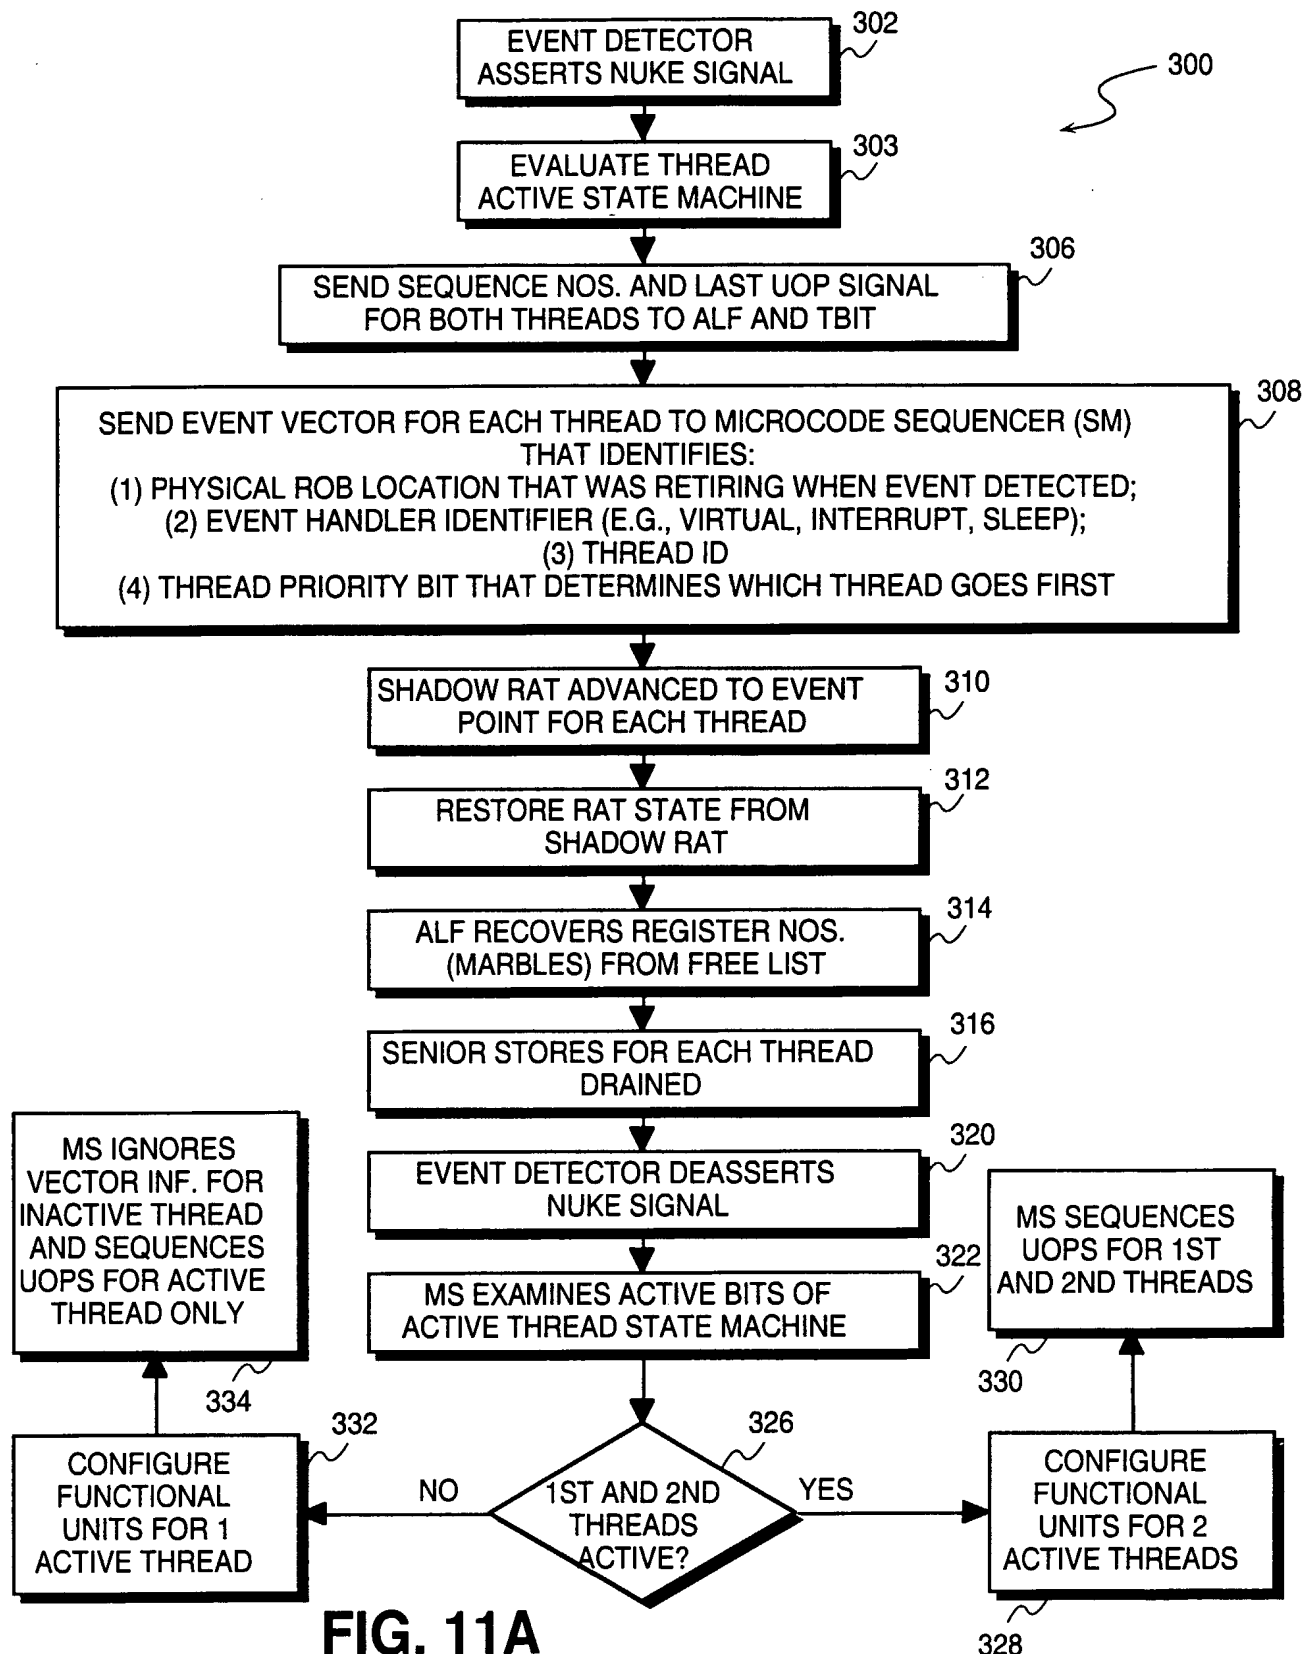 302
EVENT DETECTOR
ASSERTS NUKE SIGNAL
300
303
EVALUATE THREAD
ACTIVE STATE MACHINE
306
SEND SEQUENCE NOS. AND LAST UOP SIGNAL
FOR BOTH THREADS TO ALF AND TBIT
308
SEND EVENT VECTOR FOR EACH THREAD TO MICROCODE SEQUENCER (SM)
THAT IDENTIFIES:
(1) PHYSICAL ROB LOCATION THAT WAS RETIRING WHEN EVENT DETECTED;
(2) EVENT HANDLER IDENTIFIER (E.G., VIRTUAL, INTERRUPT, SLEEP);
(3) THREAD ID
(4) THREAD PRIORITY BIT THAT DETERMINES WHICH THREAD GOES FIRST
310
SHADOW RAT ADVANCED TO EVENT
POINT FOR EACH THREAD
312
RESTORE RAT STATE FROM
SHADOW RAT
314
ALF RECOVERS REGISTER NOS.
(MARBLES) FROM FREE LIST
316
SENIOR STORES FOR EACH THREAD
DRAINED
320
EVENT DETECTOR DEASSERTS
NUKE SIGNAL
322
MS EXAMINES ACTIVE BITS OF
ACTIVE THREAD STATE MACHINE
326
1ST AND 2ND
THREADS
ACTIVE?
NO
YES
332
CONFIGURE
FUNCTIONAL
UNITS FOR 1
ACTIVE THREAD
MS IGNORES
VECTOR INF. FOR
INACTIVE THREAD
AND SEQUENCES
UOPS FOR ACTIVE
THREAD ONLY
334
CONFIGURE
FUNCTIONAL
UNITS FOR 2
ACTIVE THREADS
328
MS SEQUENCES
UOPS FOR 1ST
AND 2ND THREADS
330
FIG. 11A